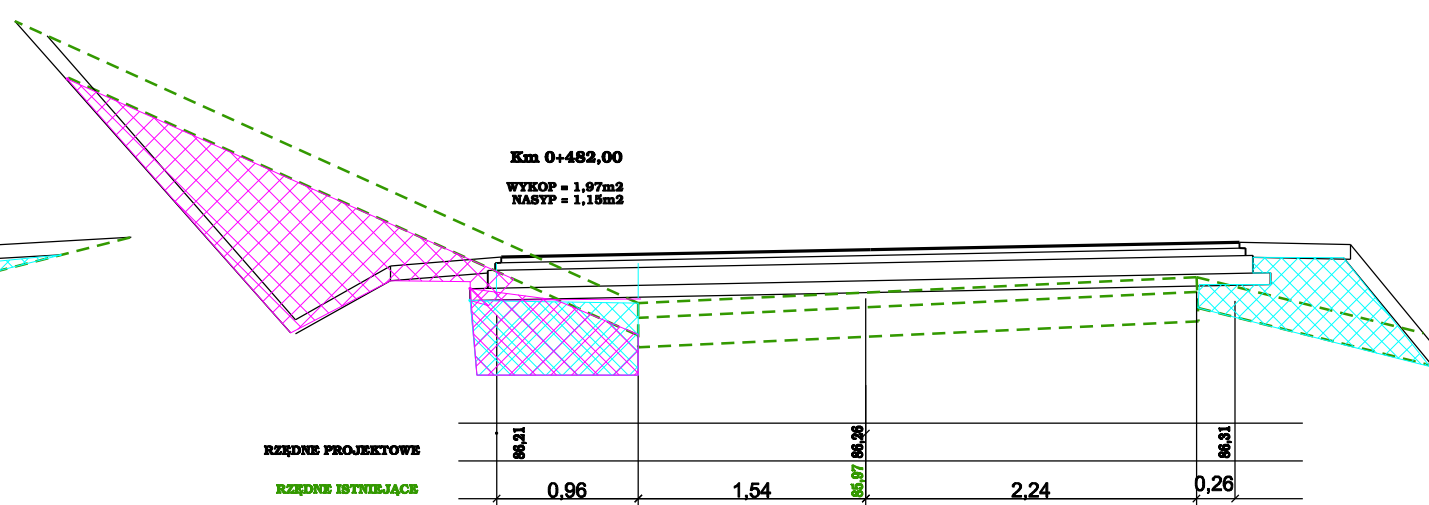 Km 0+482,00
WYKOP = 1,97m2
NASYP = 1,15m2
RZĘDNE PROJEKTOWE
86,21
86,26
86,31
RZĘDNE ISTNIEJĄCE
85,97
0,96
1,54
2,24
0,26